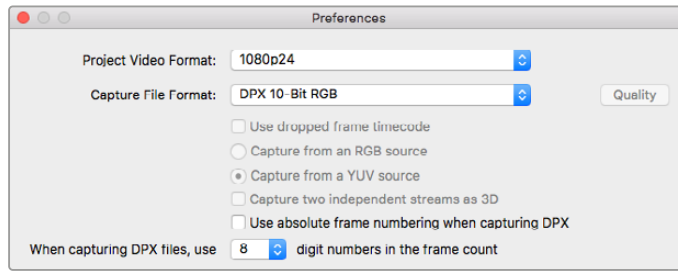 Preferences
Project Video Format: 1080p24
Capture File Format: DPX 10-Bit RGB Quality
Use dropped frame timecode
Capture from an RGB source
Capture from a YUV source
Capture two independent streams as 3D
Use absolute frame numbering when capturing DPX
When capturing DPX files, use 8 digit numbers in the frame count